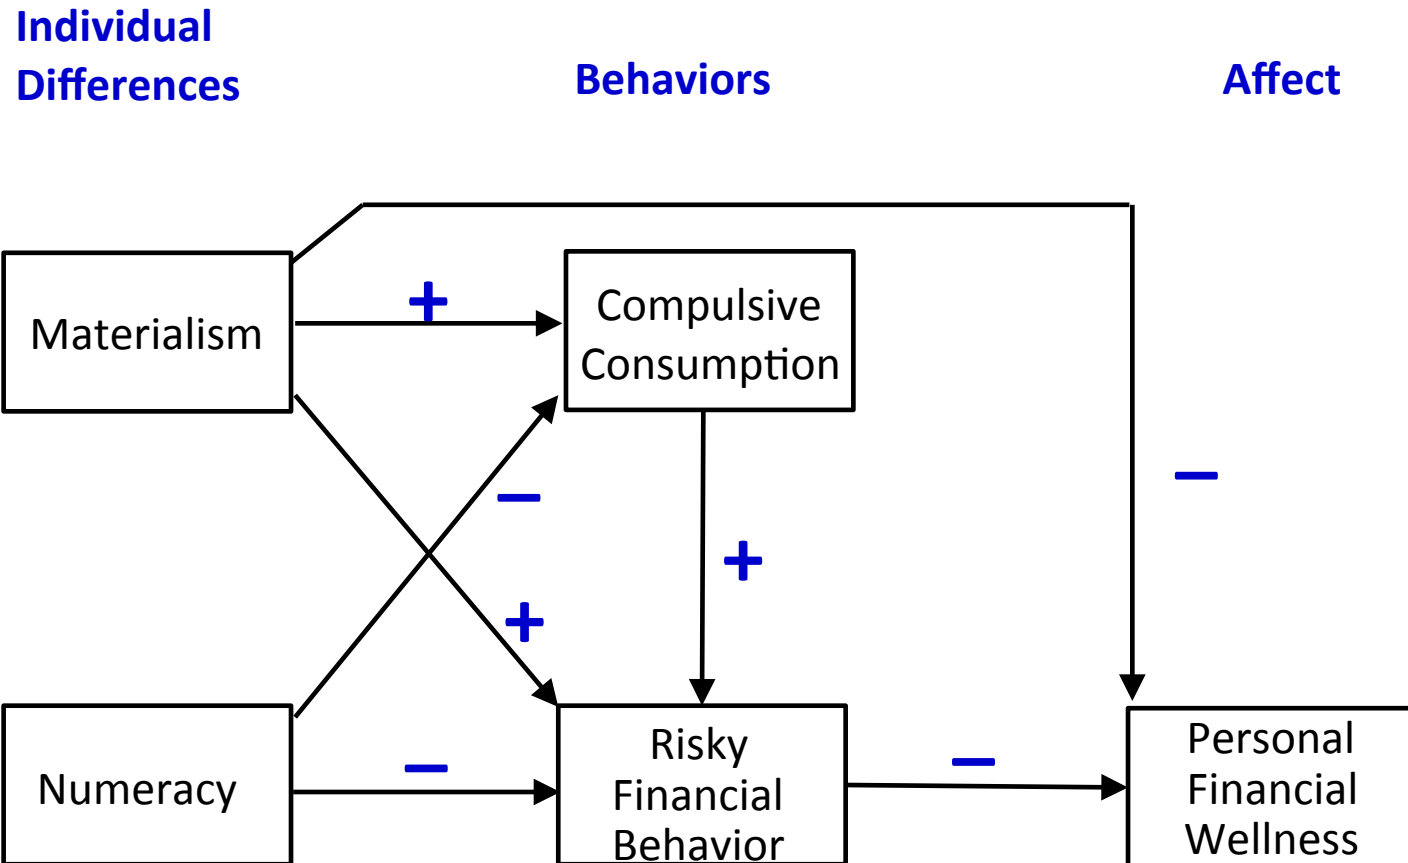 Individual
Differences
Behaviors
Affect
Materialism
+
Compulsive
Consumption
–
–
+
+
Numeracy
–
Risky
Financial
Behavior
–
Personal
Financial
Wellness